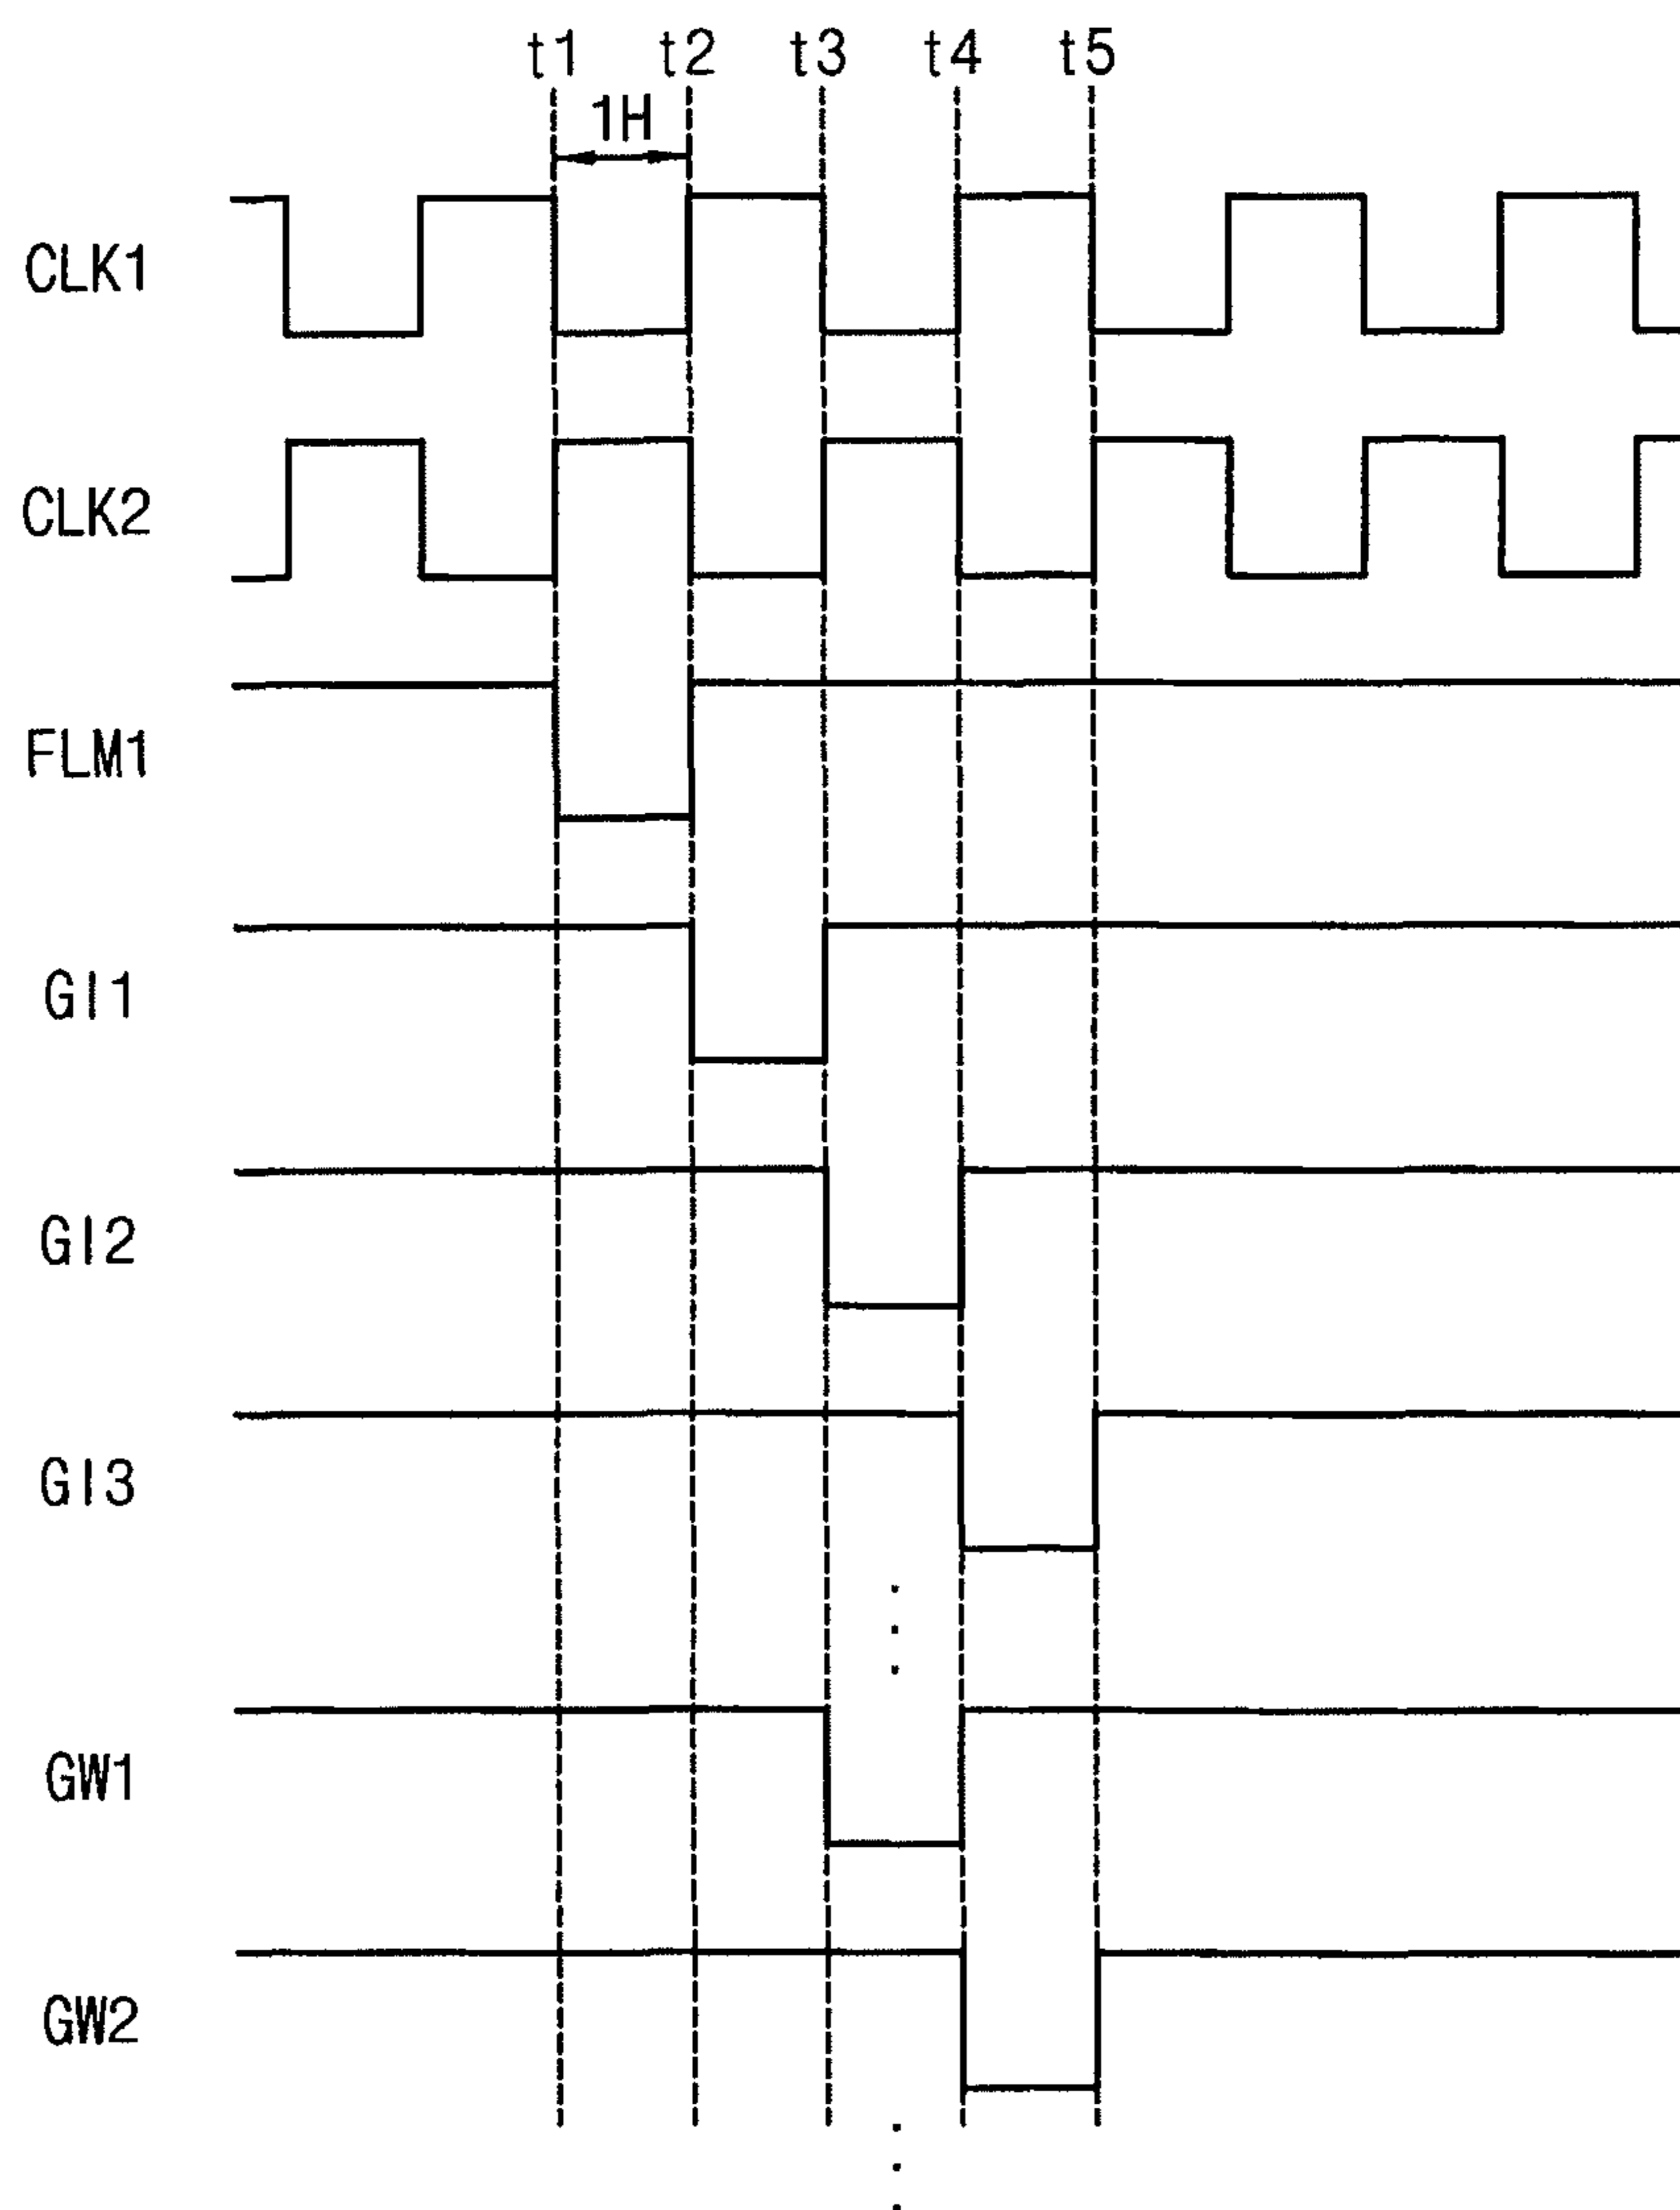 t1 t2 t3 t4 t5
1H
CLK1
CLK2
FLM1
GI1
GI2
GI3
GW1
GW2